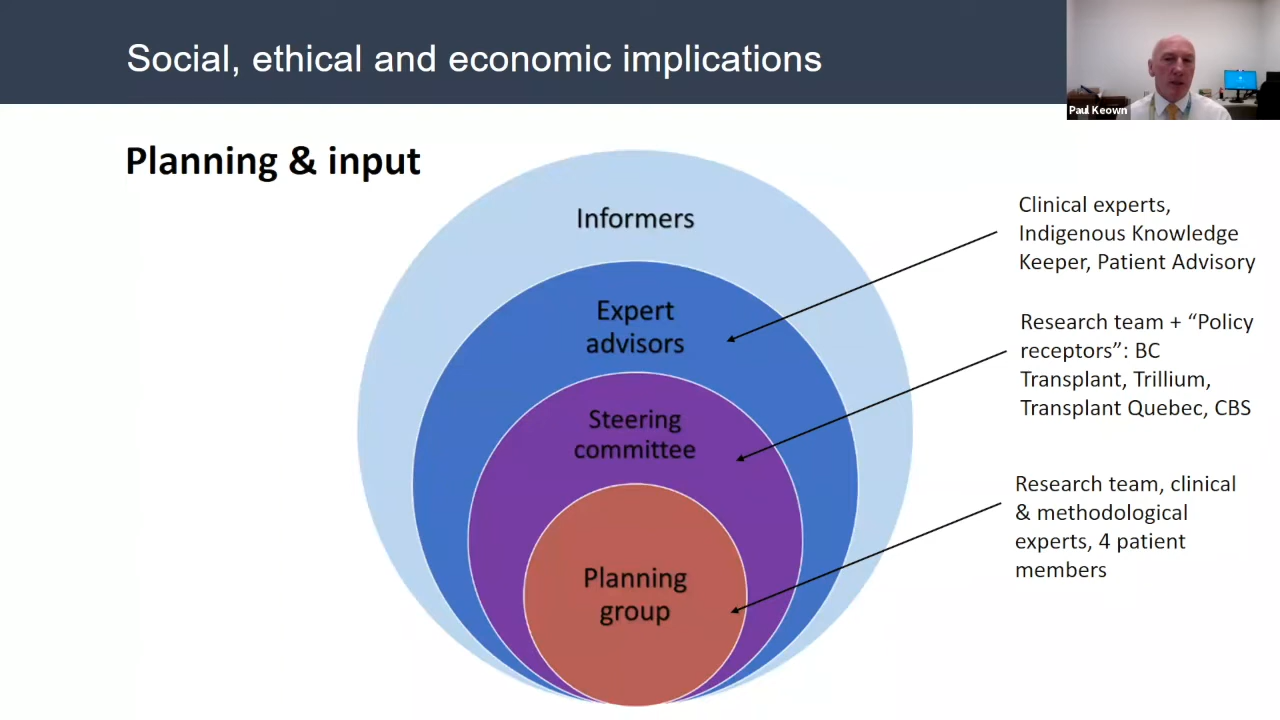 Social, ethical and economic implications
Paul Keown
Planning & input
Informers
Expert
advisors
Steering
committee
Planning
group
Clinical experts,
Indigenous Knowledge
Keeper, Patient Advisory
Research team + “Policy
receptors”: BC
Transplant, Trillium,
Transplant Quebec, CBS
Research team, clinical
& methodological
experts, 4 patient
members